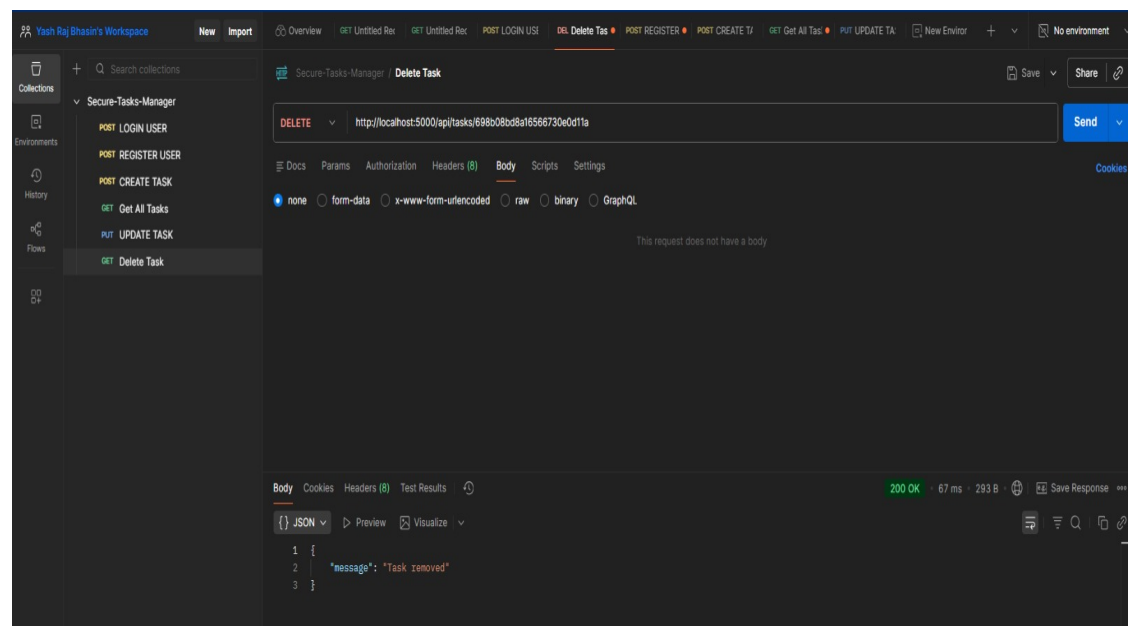 Yash Raj Bhasin's Workspace New Import Overview GET Untitled Rec GET Untitled Rec POST LOGIN USI DEL Delete Tas POST REGISTER POST CREATE T/ GET Get All Tasl PUT UPDATE TA: New Enviror + No environment
Collections
Environments
History
Flows
+ Search collections
Secure-Tasks-Manager
POST LOGIN USER
POST REGISTER USER
POST CREATE TASK
GET Get All Tasks
PUT UPDATE TASK
GET Delete Task
HTTP Secure-Tasks-Manager / Delete Task Save Share
DELETE http://localhost:5000/api/tasks/698b08bd8a16566730e0d11a Send
Docs Params Authorization Headers (8) Body Scripts Settings Cookies
none form-data x-www-form-urlencoded raw binary GraphQL
This request does not have a body
Body Cookies Headers (8) Test Results 200 OK • 67 ms • 293 B • Save Response
{} JSON Preview Visualize
1 {
2 "message": "Task removed"
3 }